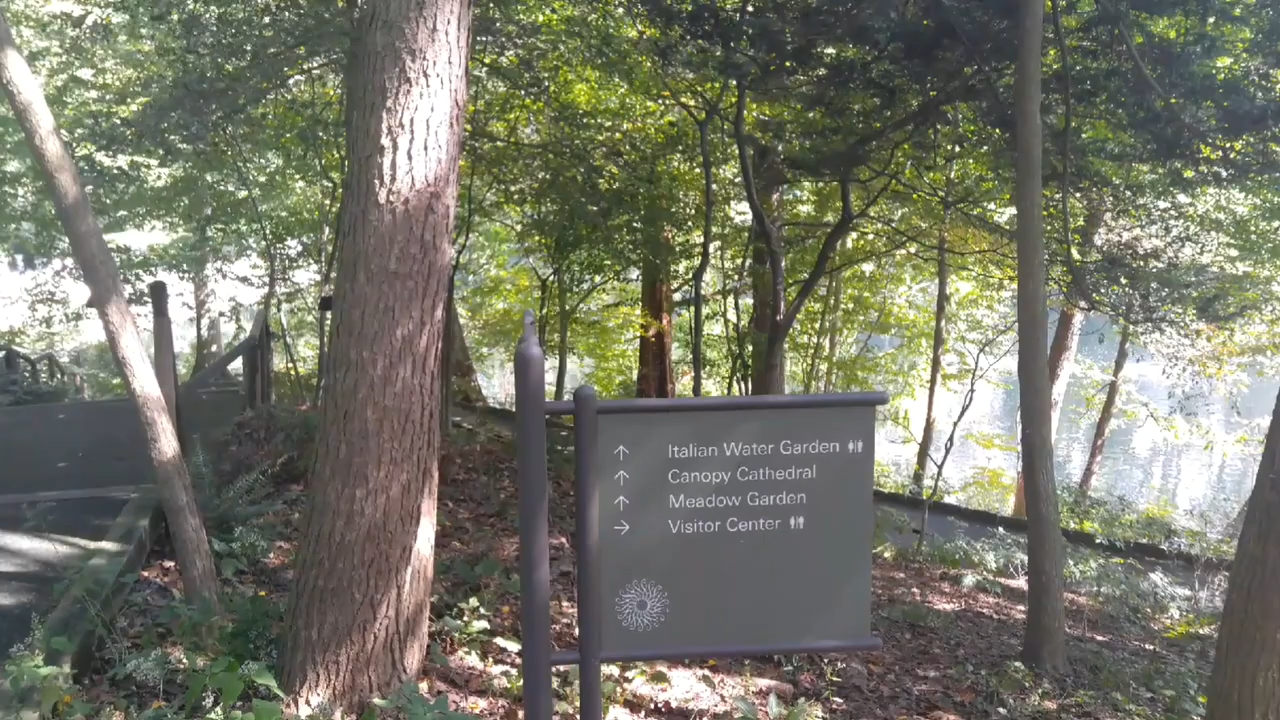 ↑ Italian Water Garden
↑ Canopy Cathedral
↑ Meadow Garden
→ Visitor Center